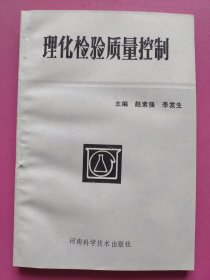 理化检验质量控制
主编 赵素强 李发生
河南科学技术出版社